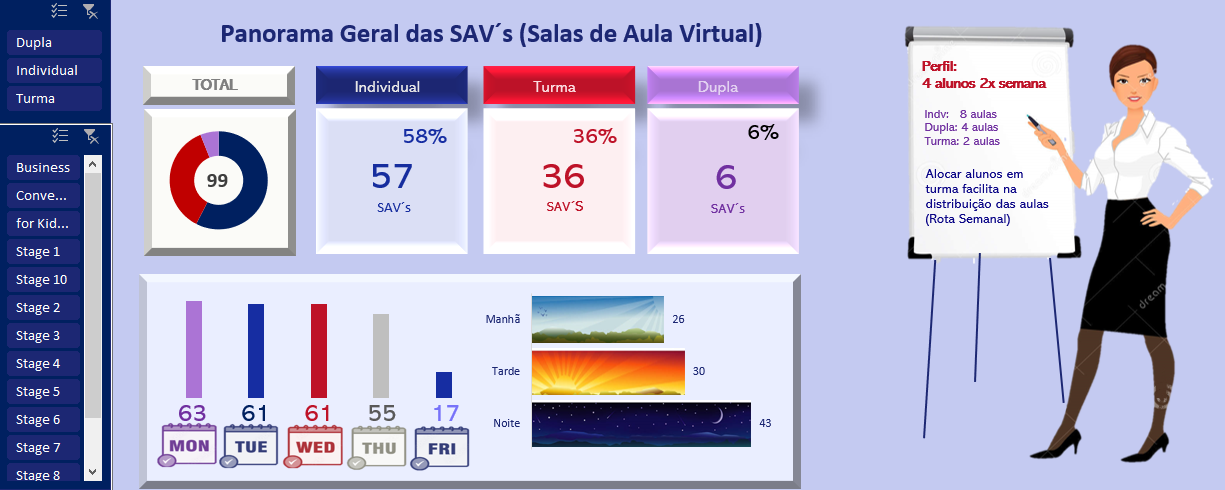 Panorama Geral das SAV´s (Salas de Aula Virtual)
Dupla
Individual
Turma
Business
Conve...
for Kid...
Stage 1
Stage 10
Stage 2
Stage 3
Stage 4
Stage 5
Stage 6
Stage 7
Stage 8
TOTAL
99
Individual
58%
57
SAV´s
Turma
36%
36
SAV´S
Dupla
6%
6
SAV´s
63
61
61
55
17
MON
TUE
WED
THU
FRI
Manhã
26
Tarde
30
Noite
43
Perfil:
4 alunos 2x semana
Indv: 8 aulas
Dupla: 4 aulas
Turma: 2 aulas
Alocar alunos em
turma facilita na
distribuição das aulas
(Rota Semanal)
dream